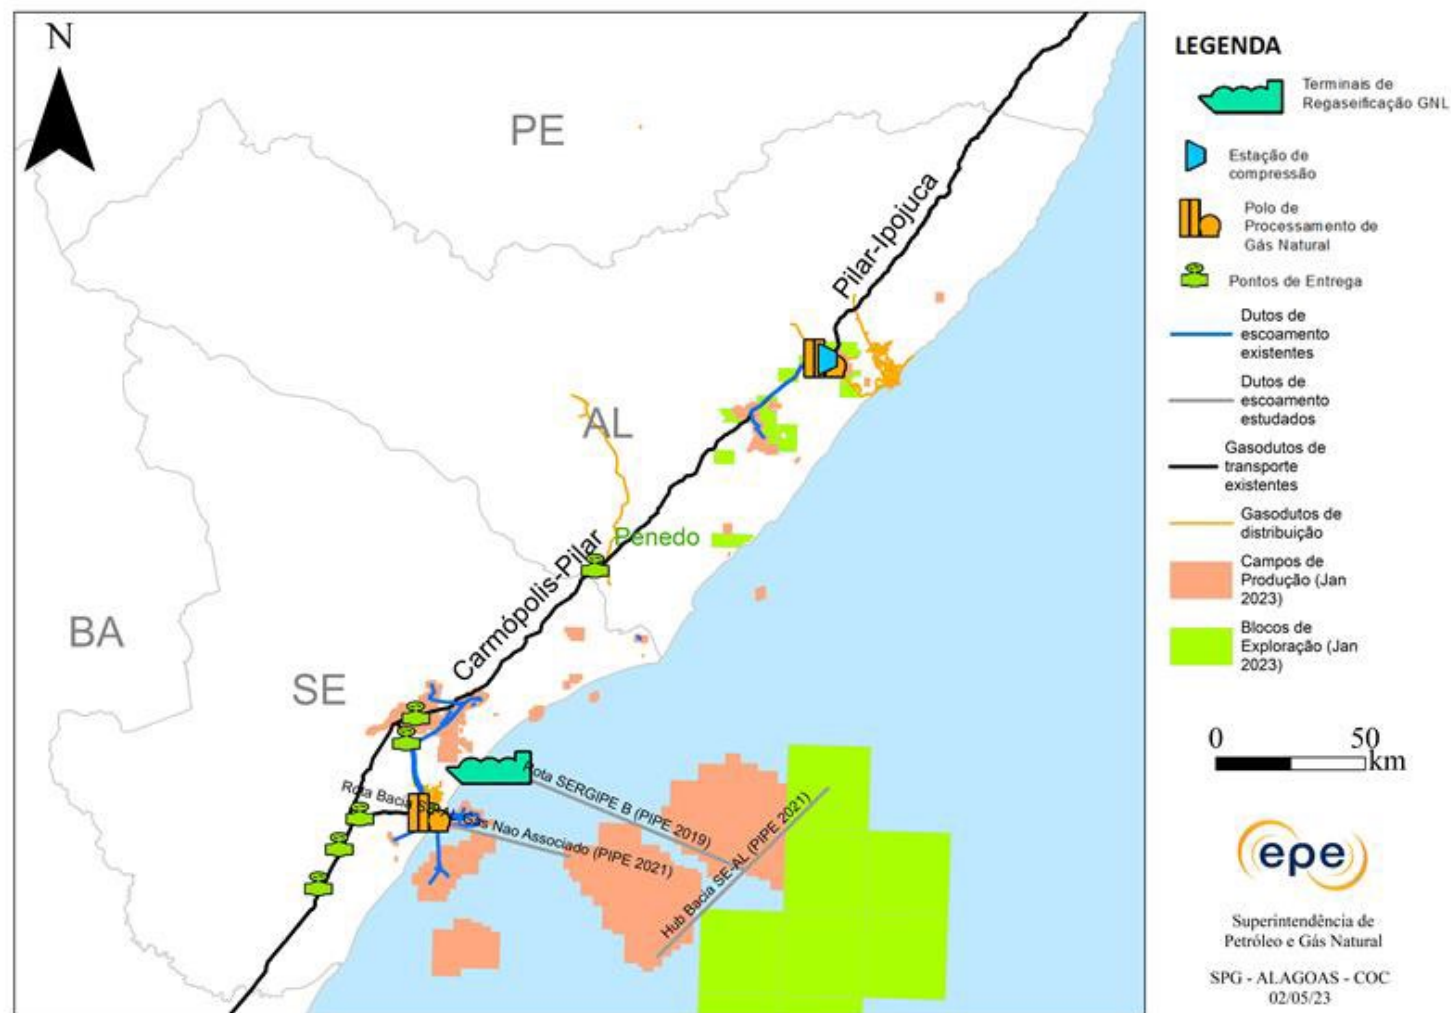 N
PE
Pilar-Ipojuca
AL
Penedo
Carmópolis-Pilar
BA
SE
Rota SERGIPE B (PIPE 2019)
Rota Bacia SE-AL Gás Nao Associado (PIPE 2021)
Hub Bacia SE-AL (PIPE 2021)
LEGENDA
Terminais de
Regaseificação GNL
Estação de
compressão
Polo de
Processamento de
Gás Natural
Pontos de Entrega
Dutos de
escoamento
existentes
Dutos de
escoamento
estudados
Gasodutos de
transporte
existentes
Gasodutos de
distribuição
Campos de
Produção (Jan
2023)
Blocos de
Exploração (Jan
2023)
0 50
km
epe
Superintendência de
Petróleo e Gás Natural
SPG - ALAGOAS - COC
02/05/23